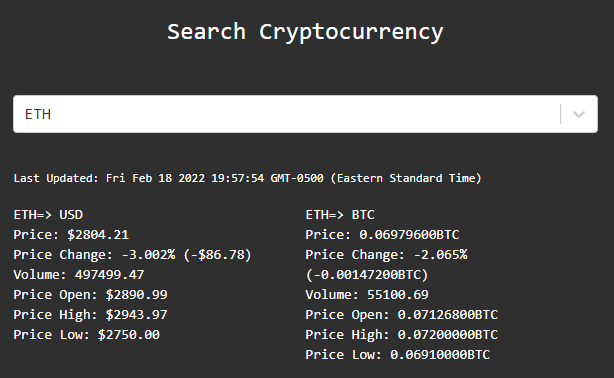 Search Cryptocurrency
ETH
Last Updated: Fri Feb 18 2022 19:57:54 GMT-0500 (Eastern Standard Time)
ETH=> USD
Price: $2804.21
Price Change: -3.002% (-$86.78)
Volume: 497499.47
Price Open: $2890.99
Price High: $2943.97
Price Low: $2750.00
ETH=> BTC
Price: 0.06979600BTC
Price Change: -2.065%
(-0.00147200BTC)
Volume: 55100.69
Price Open: 0.07126800BTC
Price High: 0.07200000BTC
Price Low: 0.06910000BTC